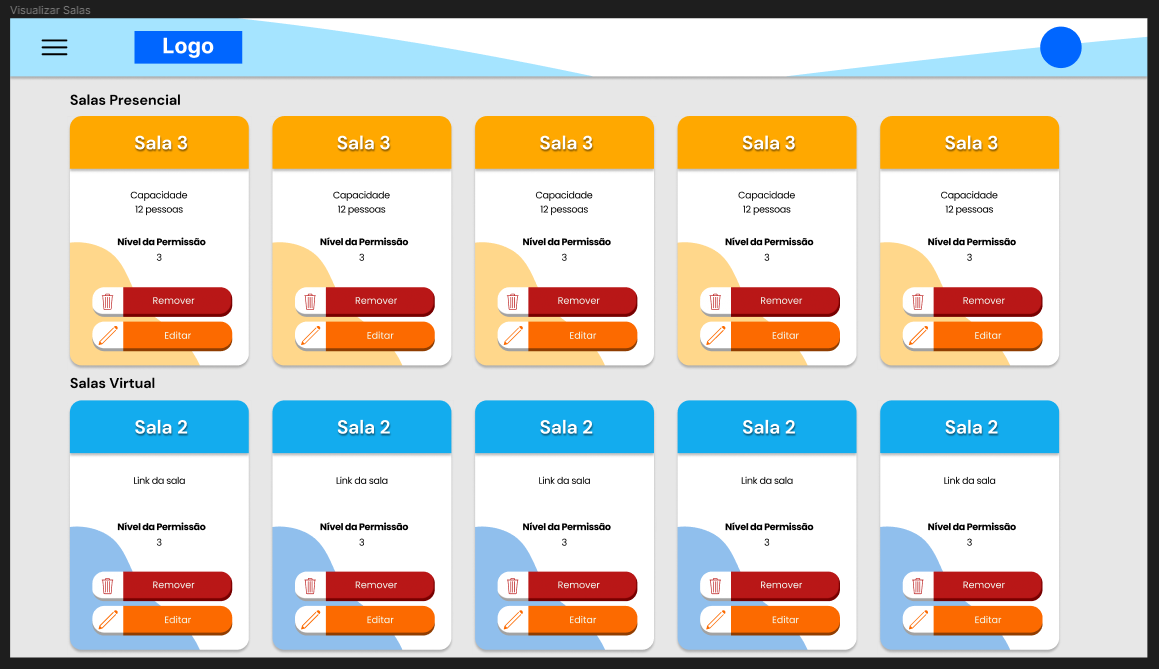 Visualizar Salas
Logo
Salas Presencial
Sala 3 Sala 3 Sala 3 Sala 3 Sala 3
Capacidade Capacidade Capacidade Capacidade Capacidade
12 pessoas 12 pessoas 12 pessoas 12 pessoas 12 pessoas
Nível da Permissão Nível da Permissão Nível da Permissão Nível da Permissão Nível da Permissão
3 3 3 3 3
Remover Remover Remover Remover Remover
Editar Editar Editar Editar Editar
Salas Virtual
Sala 2 Sala 2 Sala 2 Sala 2 Sala 2
Link da sala Link da sala Link da sala Link da sala Link da sala
Nível da Permissão Nível da Permissão Nível da Permissão Nível da Permissão Nível da Permissão
3 3 3 3 3
Remover Remover Remover Remover Remover
Editar Editar Editar Editar Editar